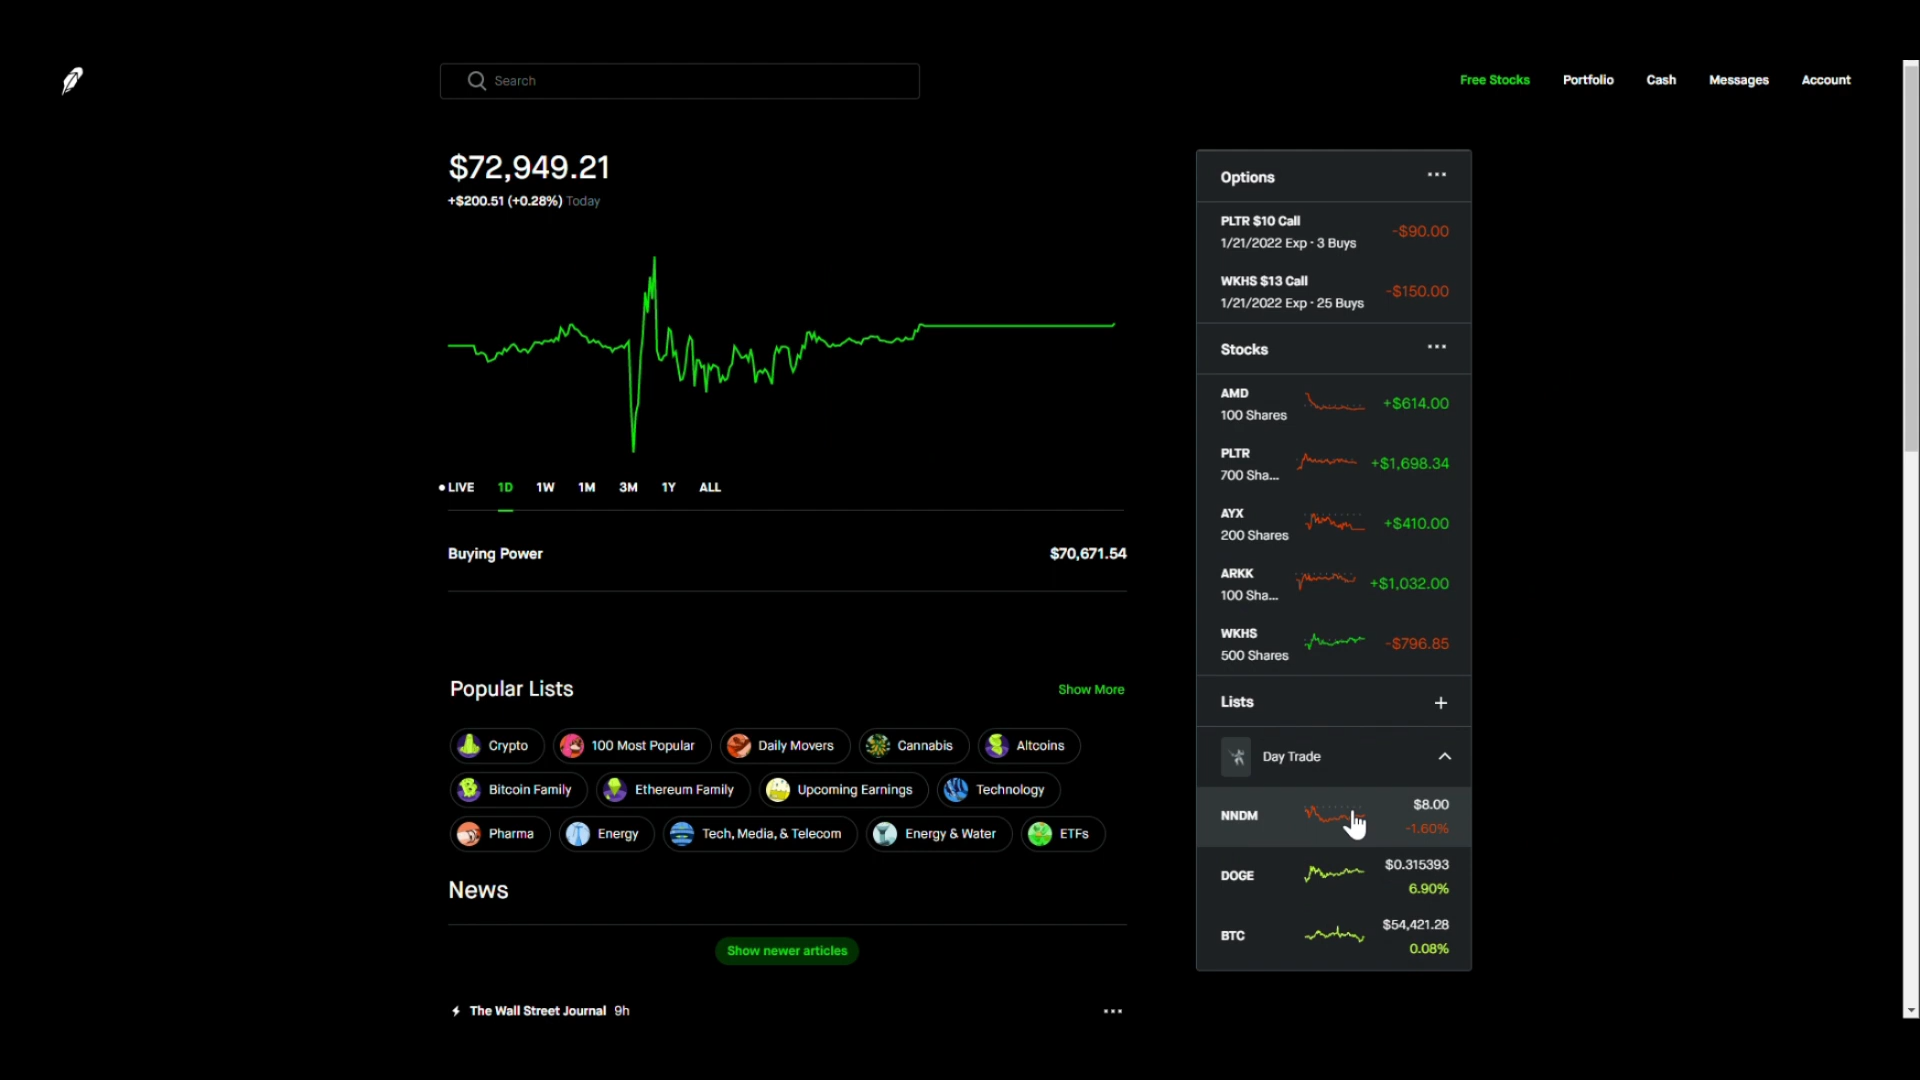 Search
Free Stocks
Portfolio
Cash
Messages
Account
$72,949.21
+$200.51 (+0.28%) Today
LIVE
1D
1W
1M
3M
1Y
ALL
Buying Power
$70,671.54
Popular Lists
Show More
Crypto
100 Most Popular
Daily Movers
Cannabis
Altcoins
Bitcoin Family
Ethereum Family
Upcoming Earnings
Technology
Pharma
Energy
Tech, Media, & Telecom
Energy & Water
ETFs
News
Show newer articles
The Wall Street Journal 9h
Options
PLTR $10 Call
1/21/2022 Exp · 3 Buys
-$90.00
WKHS $13 Call
1/21/2022 Exp · 25 Buys
-$150.00
Stocks
AMD
100 Shares
+$614.00
PLTR
700 Sha...
+$1,698.34
AYX
200 Shares
+$410.00
ARKK
100 Sha...
+$1,032.00
WKHS
500 Shares
-$796.85
Lists
Day Trade
NNDM
$8.00
-1.60%
DOGE
$0.315393
6.90%
BTC
$54,421.28
0.08%